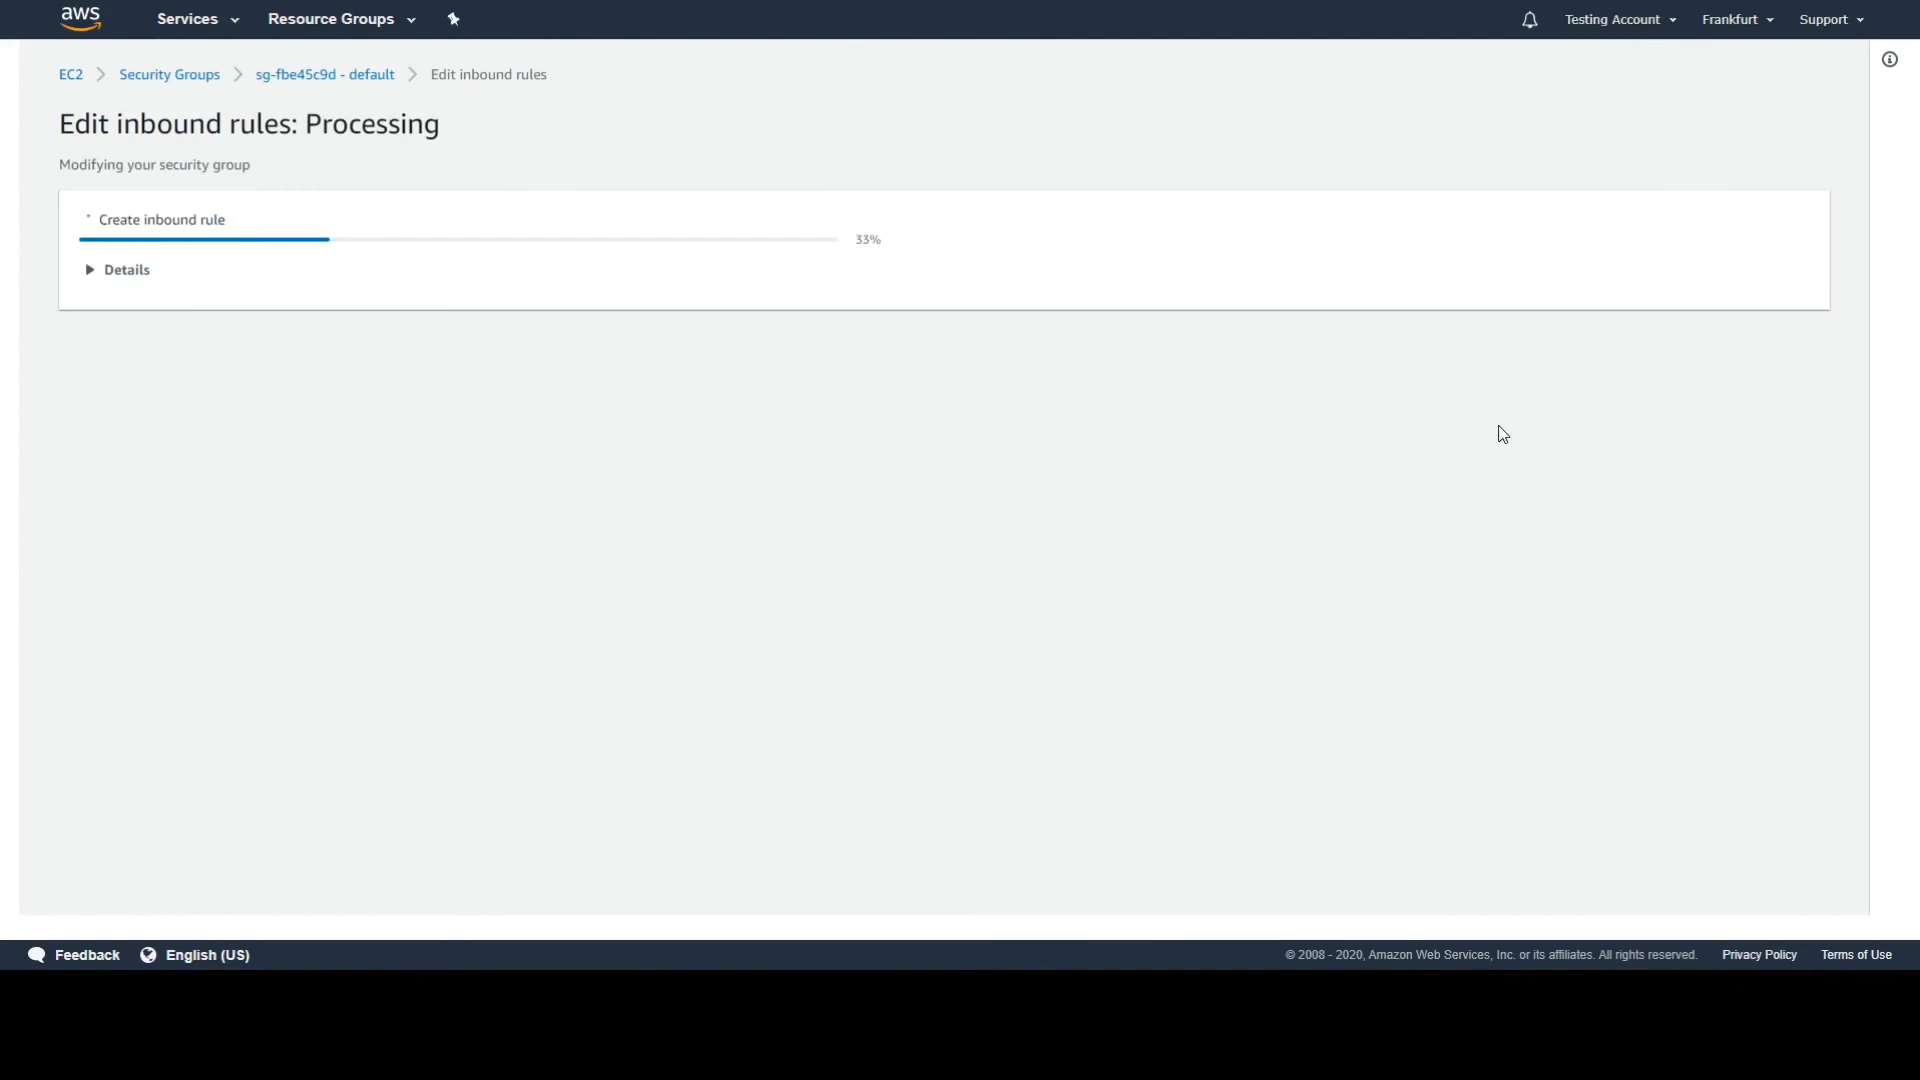 aws Services Resource Groups Testing Account Frankfurt Support
EC2 Security Groups sg-fbe45c9d - default Edit inbound rules
Edit inbound rules: Processing
Modifying your security group
Create inbound rule
33%
Details
Feedback English (US) © 2008 - 2020, Amazon Web Services, Inc. or its affiliates. All rights reserved. Privacy Policy Terms of Use